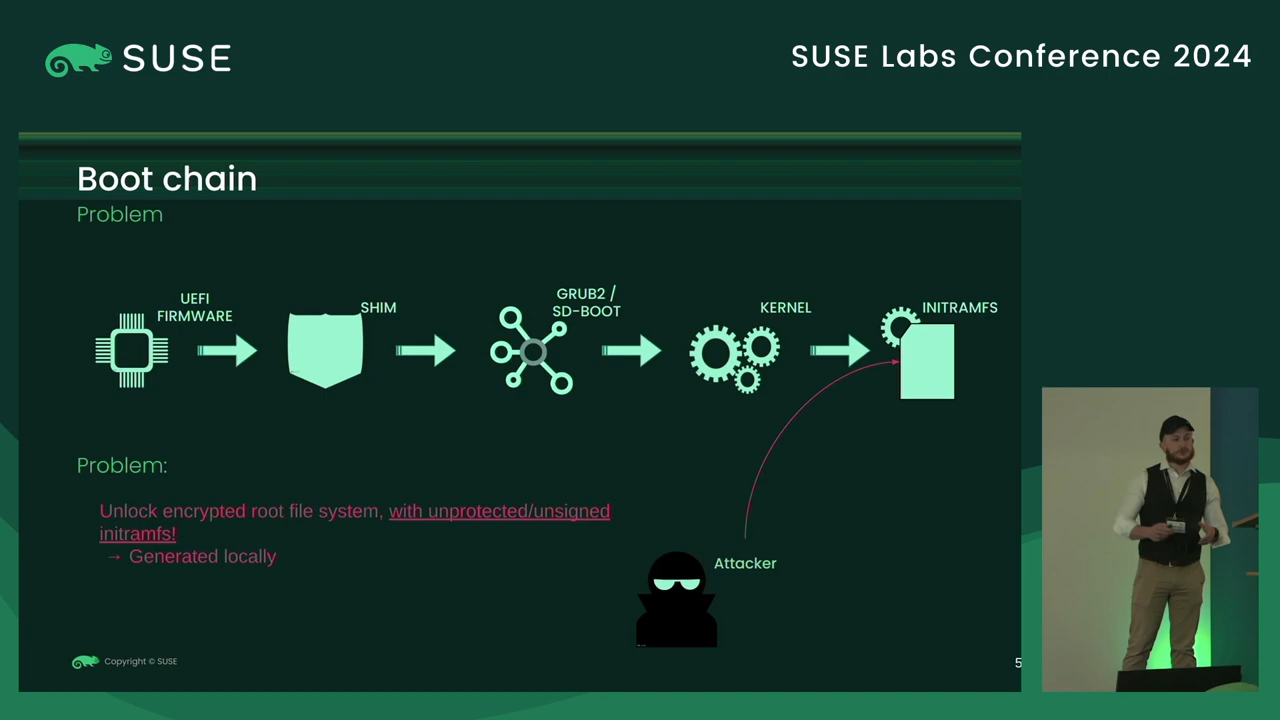 SUSE
SUSE Labs Conference 2024
Boot chain
Problem
UEFI
FIRMWARE
SHIM
GRUB2 /
SD-BOOT
KERNEL
INITRAMFS
Problem:
Unlock encrypted root file system, with unprotected/unsigned
initramfs!
→ Generated locally
Attacker
Copyright © SUSE
5